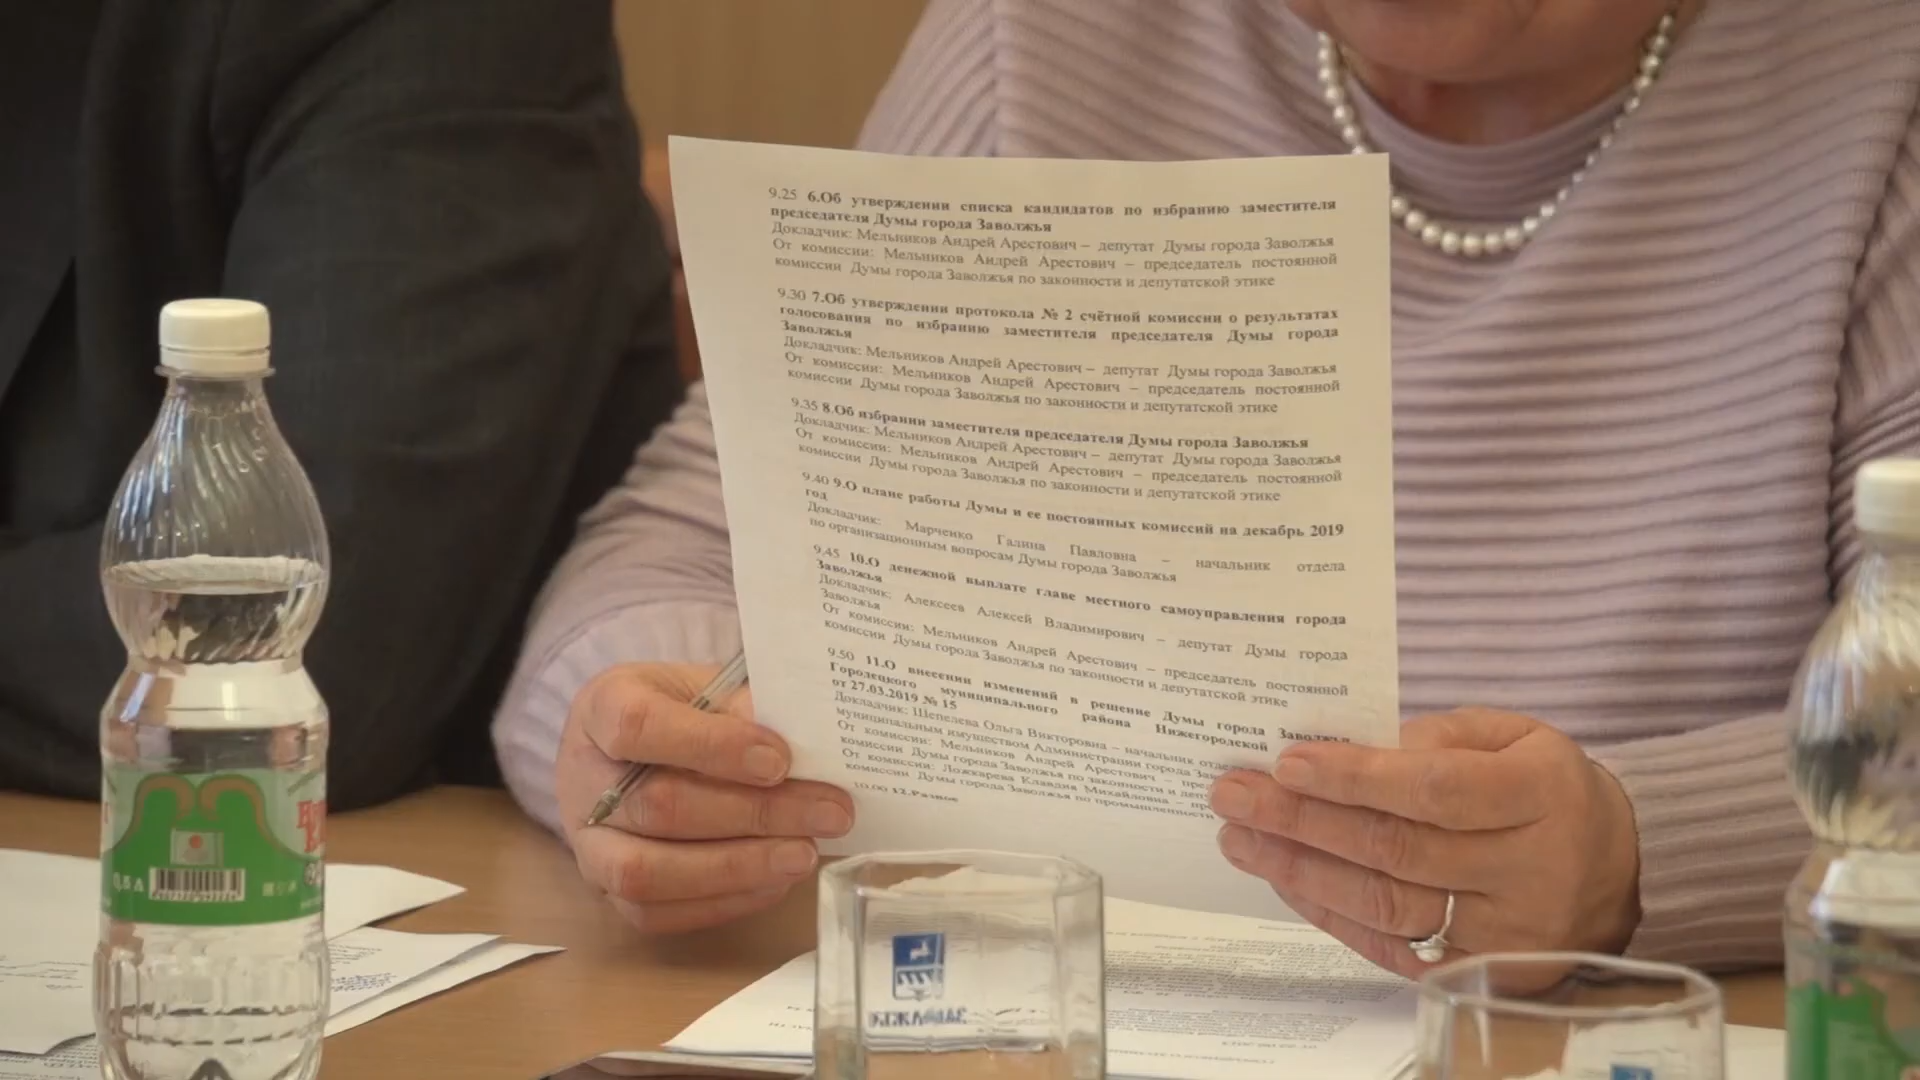 9.25 6.Об утверждении списка кандидатов по избранию заместителя
председателя Думы города Заволжья
Докладчик: Мельников Андрей Арестович – депутат Думы города Заволжья
От комиссии: Мельников Андрей Арестович – председатель постоянной
комиссии Думы города Заволжья по законности и депутатской этике
9.30 7.Об утверждении протокола № 2 счётной комиссии о результатах
голосования по избранию заместителя председателя Думы города
Заволжья
Докладчик: Мельников Андрей Арестович – депутат Думы города Заволжья
От комиссии: Мельников Андрей Арестович – председатель постоянной
комиссии Думы города Заволжья по законности и депутатской этике
9.35 8.Об избрании заместителя председателя Думы города Заволжья
Докладчик: Мельников Андрей Арестович – депутат Думы города Заволжья
От комиссии: Мельников Андрей Арестович – председатель постоянной
комиссии Думы города Заволжья по законности и депутатской этике
9.40 9.О плане работы Думы и ее постоянных комиссий на декабрь 2019
год
Докладчик: Марченко Галина Павловна – начальник отдела
по организационным вопросам Думы города Заволжья
9.45 10.О денежной выплате главе местного самоуправления города
Заволжья
Докладчик: Алексеев Алексей Владимирович – депутат Думы города
Заволжья
От комиссии: Мельников Андрей Арестович – председатель постоянной
комиссии Думы города Заволжья по законности и депутатской этике
9.50 11.О внесении изменений в решение Думы города Заволжья
Городецкого муниципального района Нижегородской
от 27.03.2019 № 15
Докладчик: Шепелева Ольга Викторовна – начальник отдела
муниципальным имуществом Администрации города
От комиссии: Мельников Андрей Арестович –
комиссии Думы города Заволжья по законности и
От комиссии: Ложкарева Клавдия Михайловна –
комиссии Думы города Заволжья по промышленности
10.00 12.Разное
0,5 л